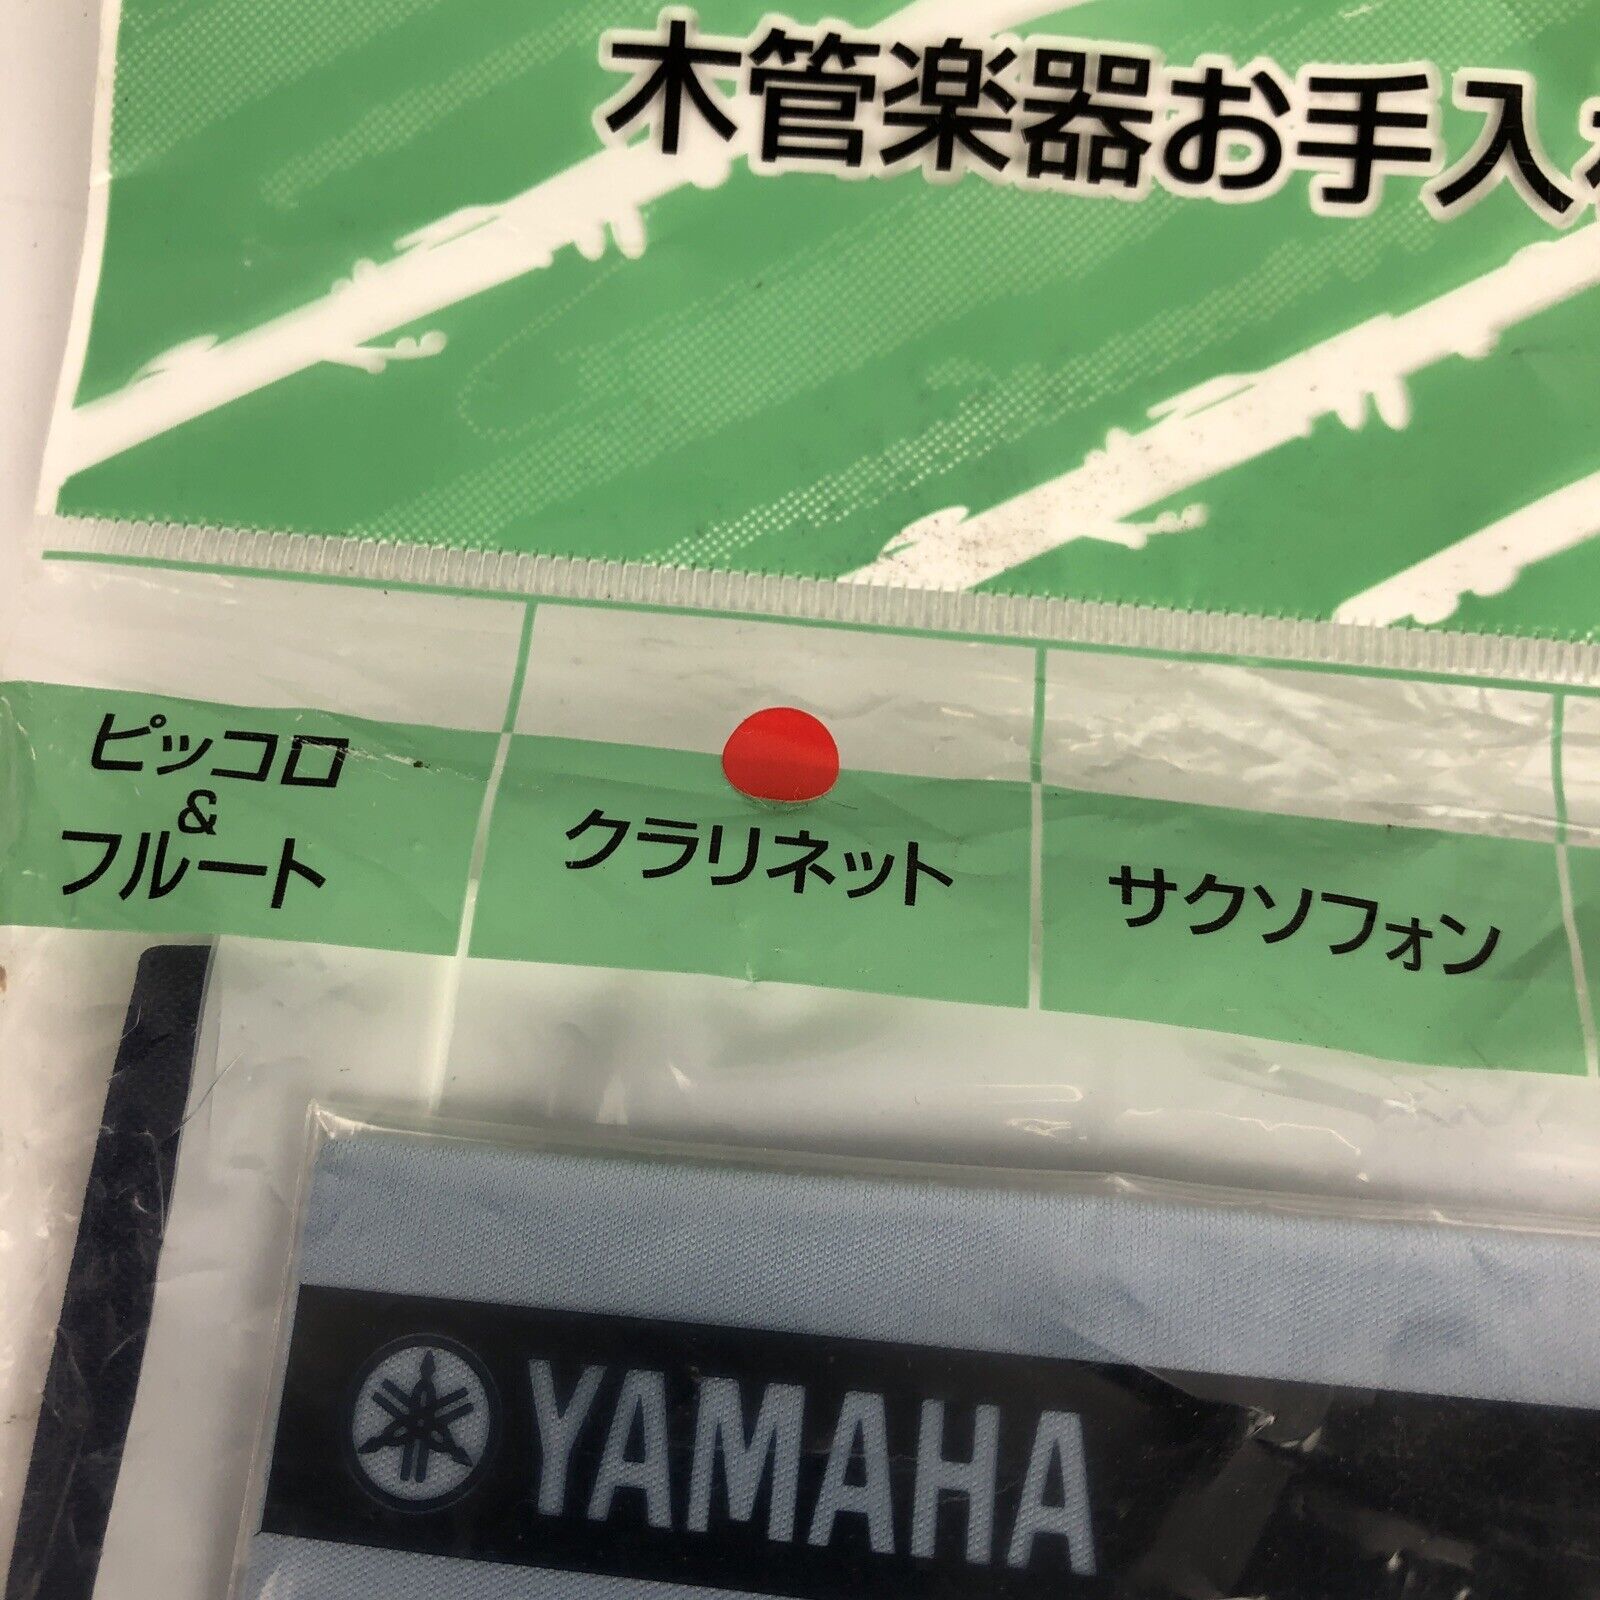 木管楽器お手入
ピッコロ
&
フルート
クラリネット
サクソフォン
YAMAHA